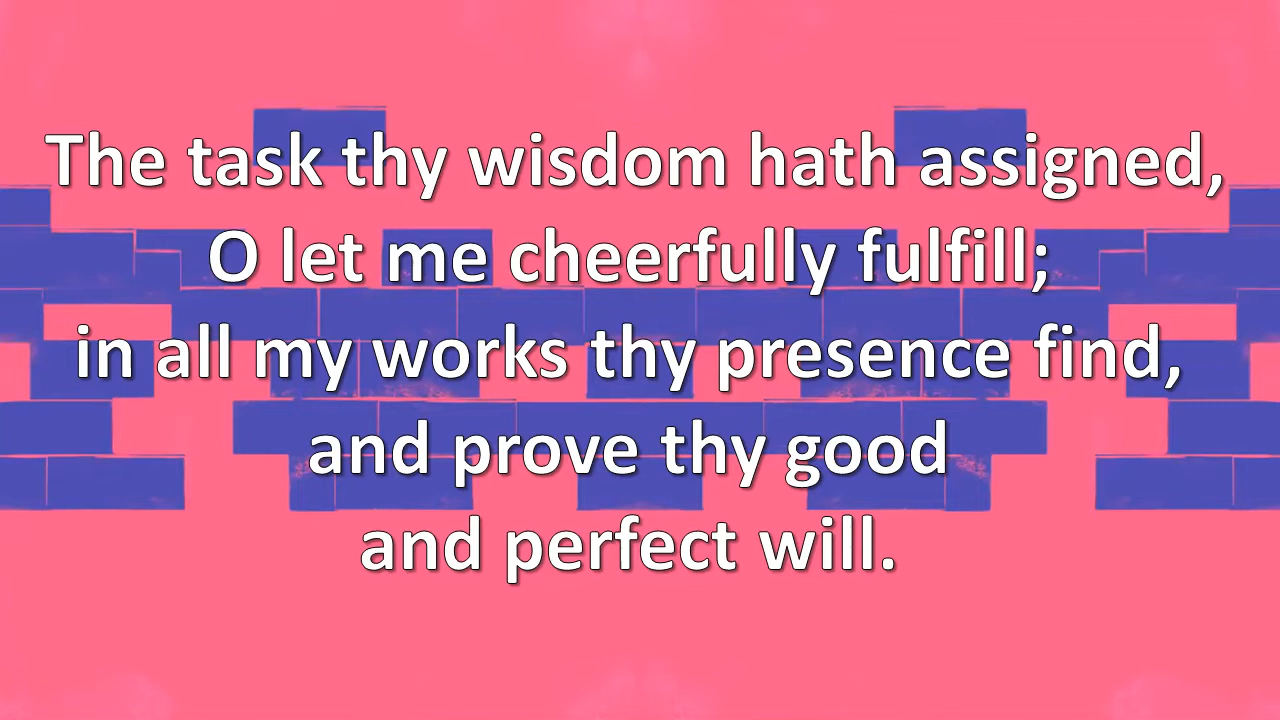 The task thy wisdom hath assigned,
O let me cheerfully fulfill;
in all my works thy presence find,
and prove thy good
and perfect will.